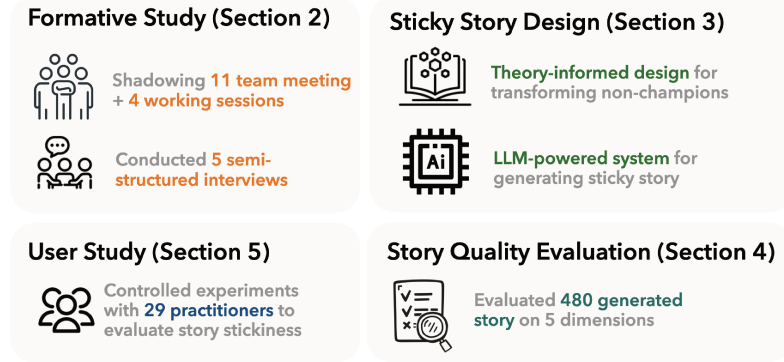 Formative Study (Section 2)
Shadowing 11 team meeting
+ 4 working sessions
Conducted 5 semi-
structured interviews
Sticky Story Design (Section 3)
Theory-informed design for
transforming non-champions
Ai
LLM-powered system for
generating sticky story
User Study (Section 5)
Controlled experiments
with 29 practitioners to
evaluate story stickiness
Story Quality Evaluation (Section 4)
Evaluated 480 generated
story on 5 dimensions